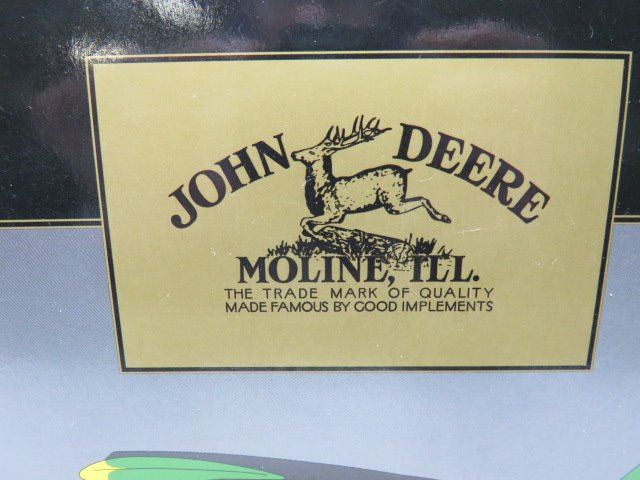 JOHN DEERE
MOLINE, ILL.
THE TRADE MARK OF QUALITY
MADE FAMOUS BY GOOD IMPLEMENTS